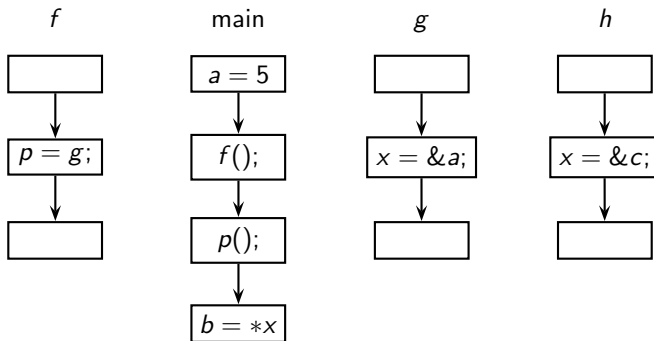 f main g h
a = 5
p = g; f(); x = &a; x = &c;
p();
b = *x